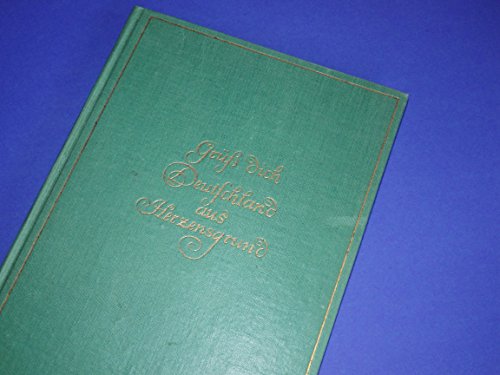 Grüß dich
Deutschland
aus
Herzensgrund